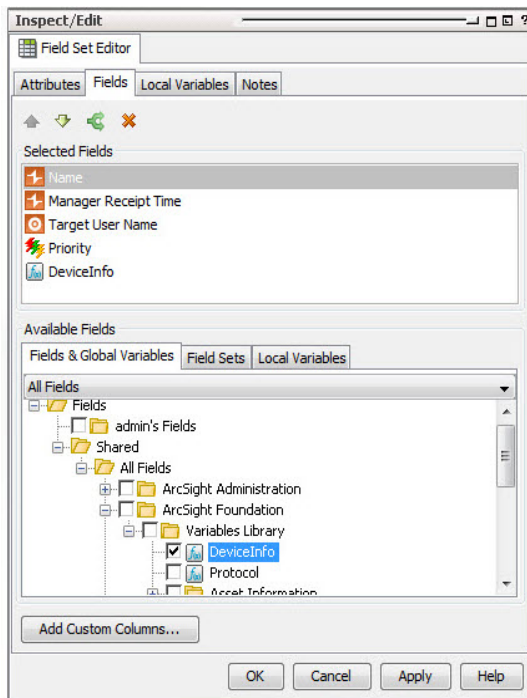 Inspect/Edit ?
Field Set Editor
Attributes Fields Local Variables Notes
Selected Fields
Name
Manager Receipt Time
Target User Name
Priority
DeviceInfo
Available Fields
Fields & Global Variables Field Sets Local Variables
All Fields
Fields
admin's Fields
Shared
All Fields
ArcSight Administration
ArcSight Foundation
Variables Library
DeviceInfo
Protocol
Asset Information
Add Custom Columns...
OK Cancel Apply Help